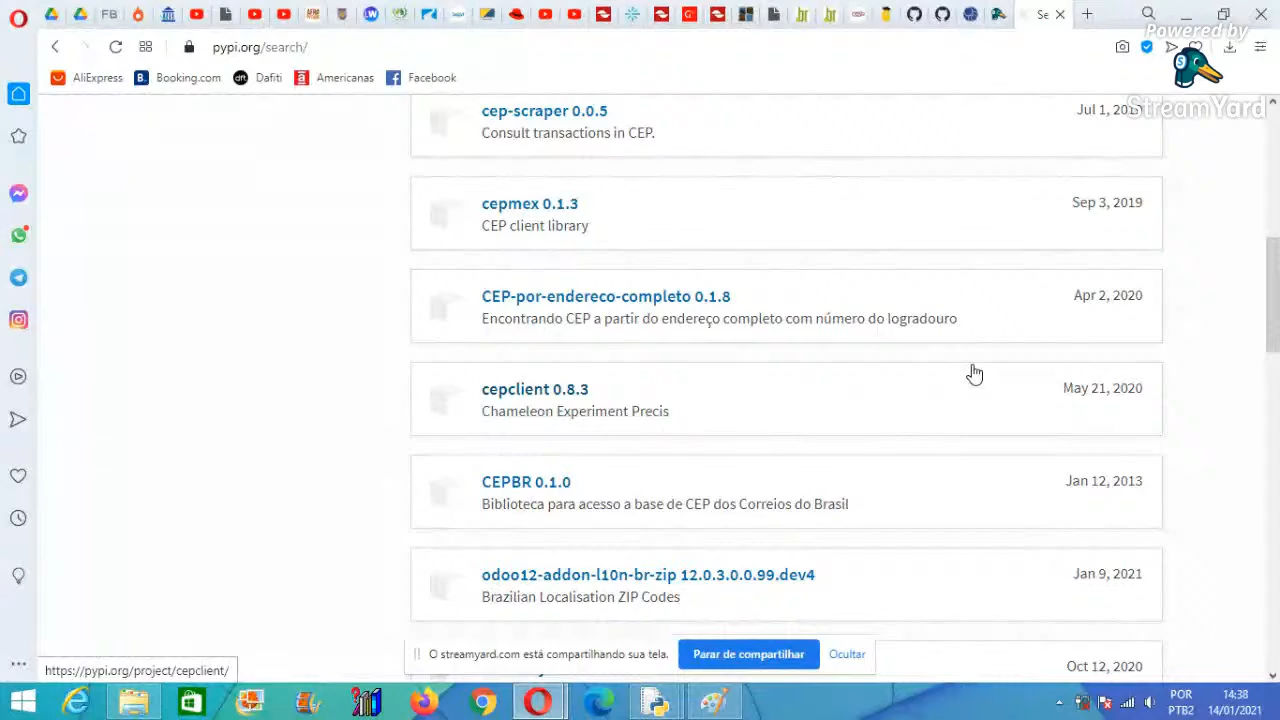 FB
Se
Powered by
pypi.org/search/
S
StreamYard
AliExpress
B.
Booking.com
dft
Dafiti
a
Americanas
Facebook
cep-scraper 0.0.5
Consult transactions in CEP.
cepmex 0.1.3
Sep 3, 2019
CEP client library
CEP-por-endereco-completo 0.1.8
Apr 2, 2020
Encontrando CEP a partir do endereço completo com número do logradouro
cepclient 0.8.3
May 21, 2020
Chameleon Experiment Precis
CEPBR 0.1.0
Jan 12, 2013
Biblioteca para acesso a base de CEP dos Correios do Brasil
odoo12-addon-l10n-br-zip 12.0.3.0.0.99.dev4
Jan 9, 2021
Brazilian Localisation ZIP Codes
O streamyard.com está compartilhando sua tela.
Parar de compartilhar
Ocultar
https://pypi.org/project/cepclient/
Oct 12, 2020
POR
14:38
PTB2
14/01/2021